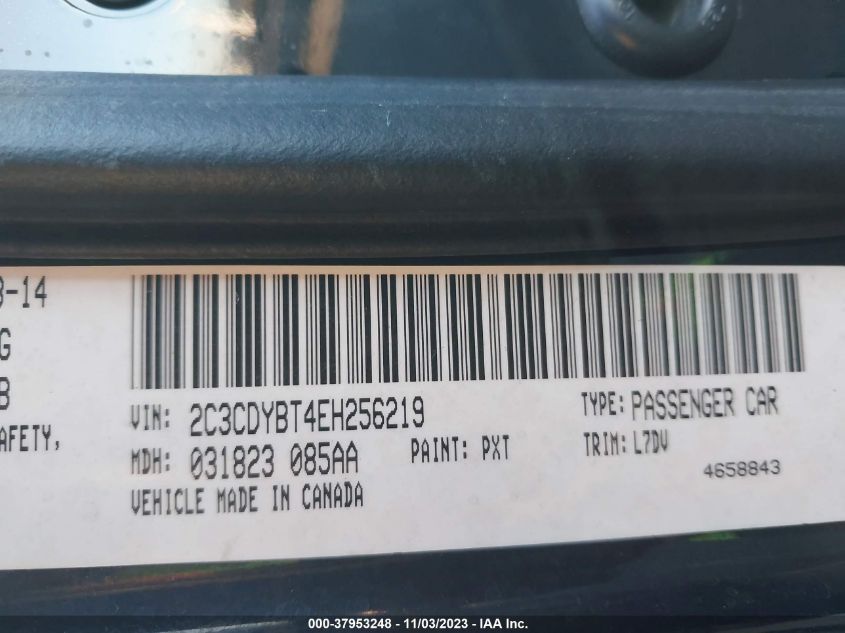 3-14
G
B
AFETY,
VIN: 2C3CDYBT4EH256219
TYPE: PASSENGER CAR
MDH: 031823 085AA
PAINT: PXT
TRIM: L7DV
4658843
VEHICLE MADE IN CANADA
000-37953248 - 11/03/2023 - IAA Inc.